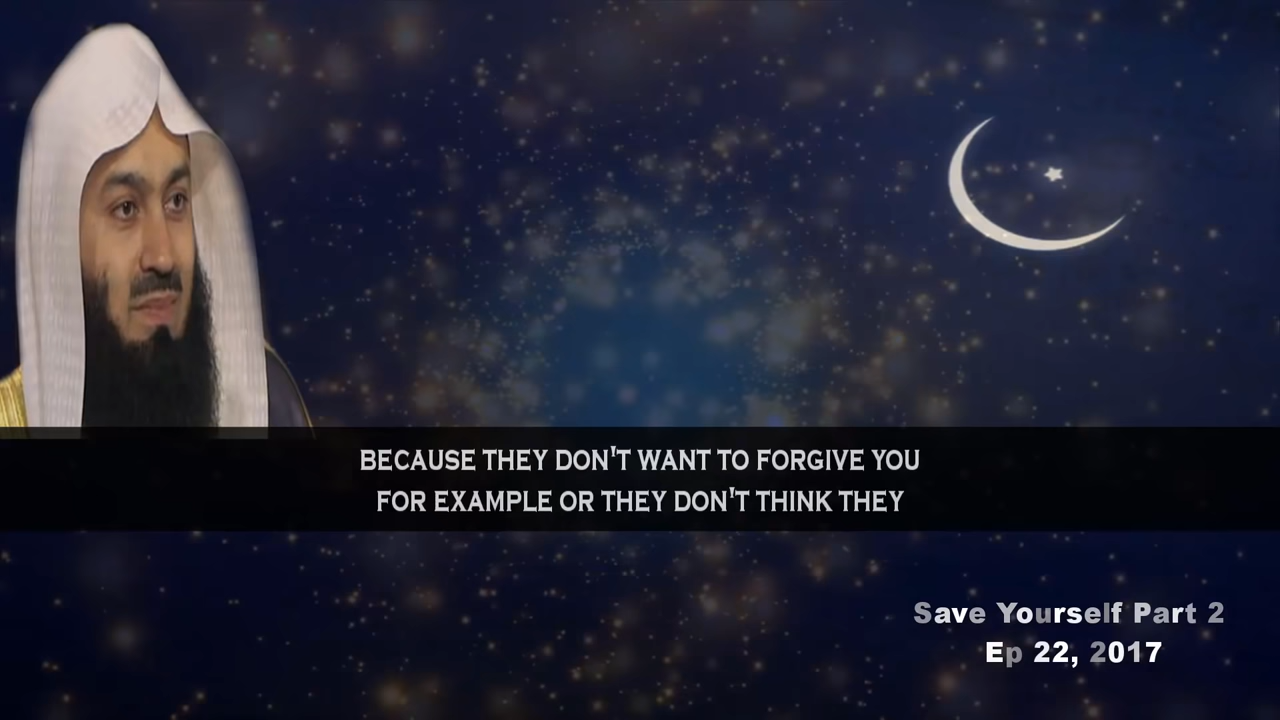 BECAUSE THEY DON'T WANT TO FORGIVE YOU
FOR EXAMPLE OR THEY DON'T THINK THEY
Save Yourself Part 2
Ep 22, 2017